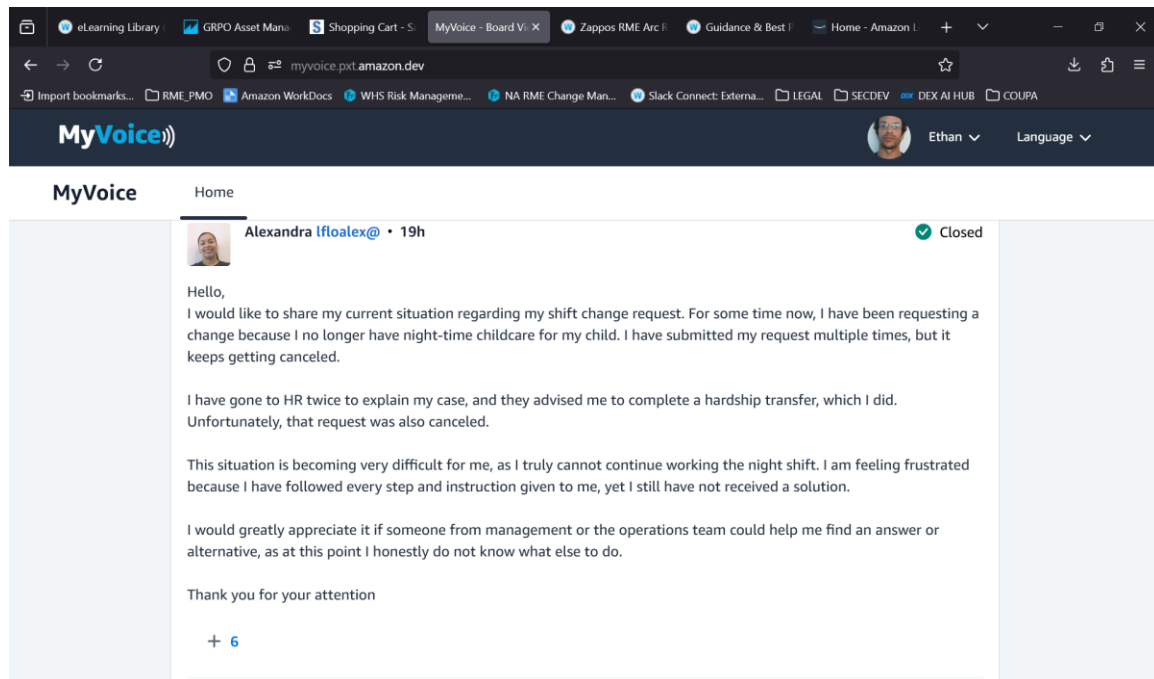 eLearning Library
GRPO Asset Mana
Shopping Cart - S
MyVoice - Board Vi
Zappos RME Arc R
Guidance & Best P
Home - Amazon L
myvoice.pxt.amazon.dev
Import bookmarks...
RME_PMO
Amazon WorkDocs
WHS Risk Manageme...
NA RME Change Man...
Slack Connect: Externa...
LEGAL
SECDEV
DEX AI HUB
COUPA
MyVoice
Ethan
Language
MyVoice
Home
Alexandra lfloalex@ • 19h
Closed
Hello,
I would like to share my current situation regarding my shift change request. For some time now, I have been requesting a
change because I no longer have night-time childcare for my child. I have submitted my request multiple times, but it
keeps getting canceled.
I have gone to HR twice to explain my case, and they advised me to complete a hardship transfer, which I did.
Unfortunately, that request was also canceled.
This situation is becoming very difficult for me, as I truly cannot continue working the night shift. I am feeling frustrated
because I have followed every step and instruction given to me, yet I still have not received a solution.
I would greatly appreciate it if someone from management or the operations team could help me find an answer or
alternative, as at this point I honestly do not know what else to do.
Thank you for your attention
+ 6